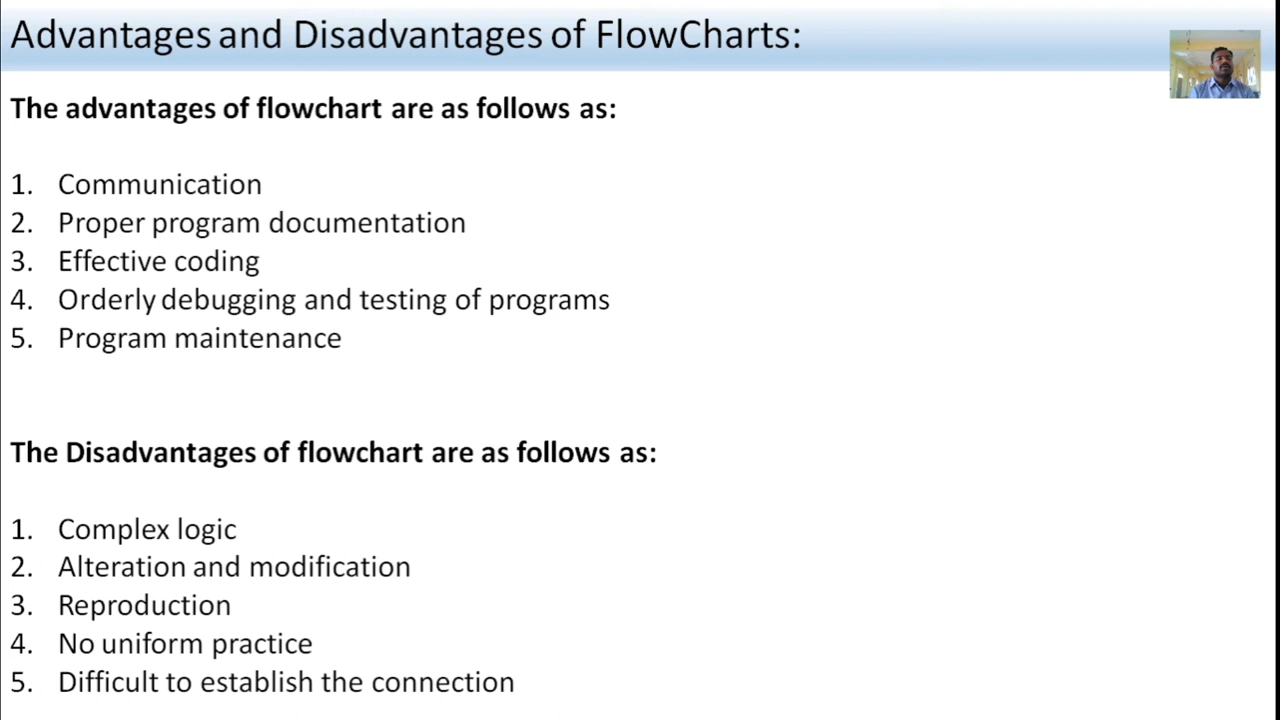 Advantages and Disadvantages of FlowCharts:
The advantages of flowchart are as follows as:
1. Communication
2. Proper program documentation
3. Effective coding
4. Orderly debugging and testing of programs
5. Program maintenance
The Disadvantages of flowchart are as follows as:
1. Complex logic
2. Alteration and modification
3. Reproduction
4. No uniform practice
5. Difficult to establish the connection